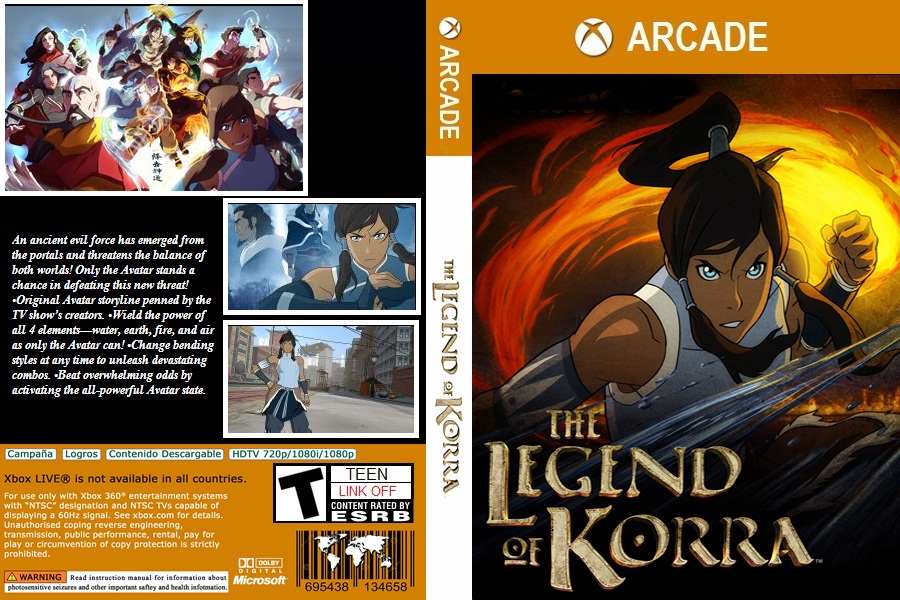 An ancient evil force has emerged from
the portals and threatens the balance of
both worlds! Only the Avatar stands a
chance in defeating this new threat!
•Original Avatar storyline penned by the
TV show's creators. •Wield the power of
all 4 elements—water, earth, fire, and air
as only the Avatar can! •Change bending
styles at any time to unleash devastating
combos. •Beat overwhelming odds by
activating the all-powerful Avatar state.
Campaña Logros Contenido Descargable HDTV 720p/1080i/1080p
Xbox LIVE® is not available in all countries.
For use only with Xbox 360® entertainment systems
with "NTSC" designation and NTSC TVs capable of
displaying a 60Hz signal. See xbox.com for details.
Unauthorised coping reverse engineering,
transmission, public performance, rental, pay for
play or circumvention of copy protection is strictly
prohibited.
WARNING Read instruction manual for information about
photosensitive seizures and other important saftey and health infotmation.
DOLBY
DIGITAL
Microsoft®
T
TEEN
LINK OFF
CONTENT RATED BY
ESRB
695438 134658
ARCADE
THE LEGEND OF KORRA
ARCADE
THE
LEGEND
OF KORRA™